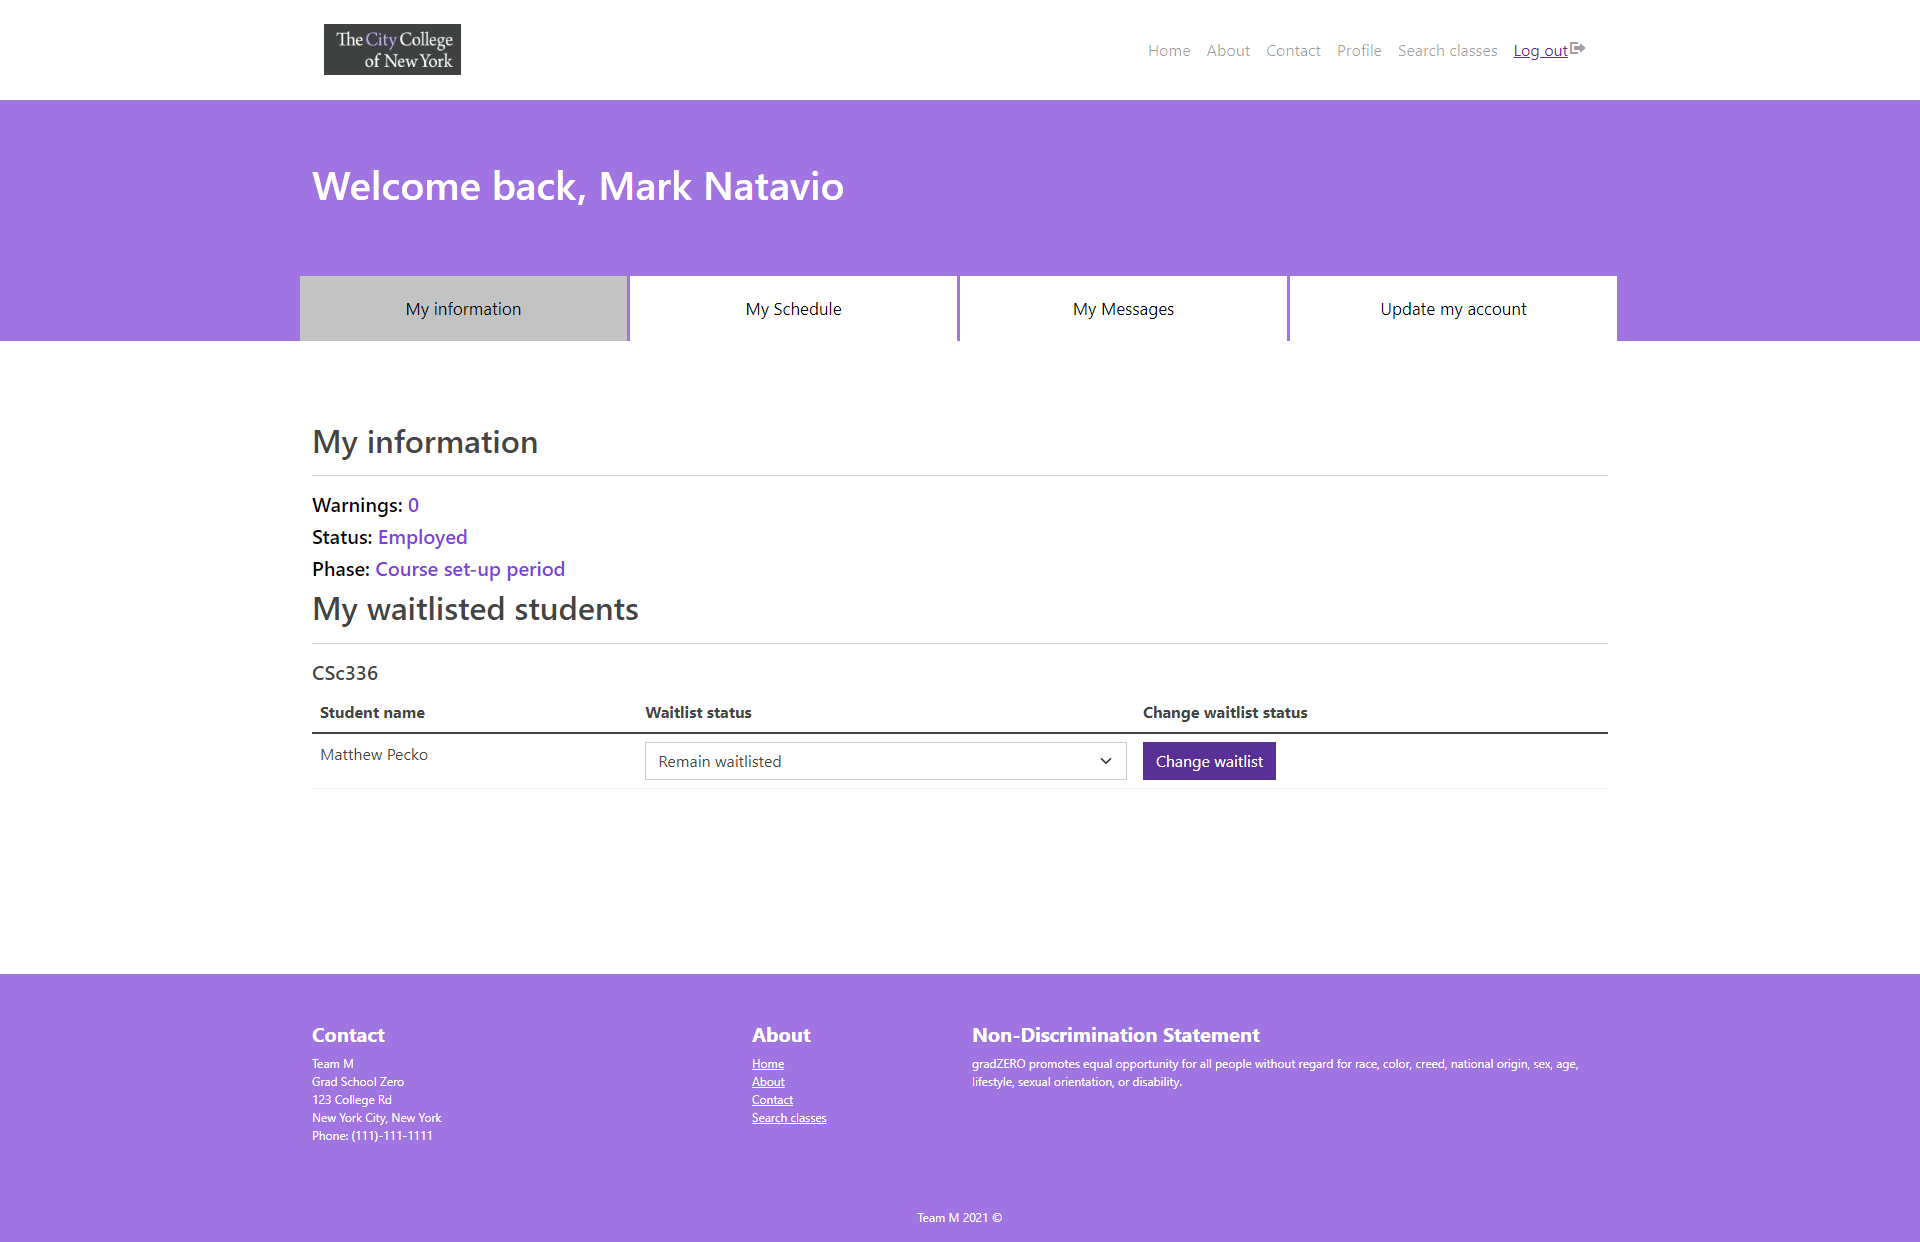 The City College
of New York
Home About Contact Profile Search classes Log out
Welcome back, Mark Natavio
My information My Schedule My Messages Update my account
My information
Warnings: 0
Status: Employed
Phase: Course set-up period
My waitlisted students
CSc336
Student name Waitlist status Change waitlist status
Matthew Pecko Remain waitlisted Change waitlist
Contact
Team M
Grad School Zero
123 College Rd
New York City, New York
Phone: (111)-111-1111
About
Home
About
Contact
Search classes
Non-Discrimination Statement
gradZERO promotes equal opportunity for all people without regard for race, color, creed, national origin, sex, age,
lifestyle, sexual orientation, or disability.
Team M 2021 ©